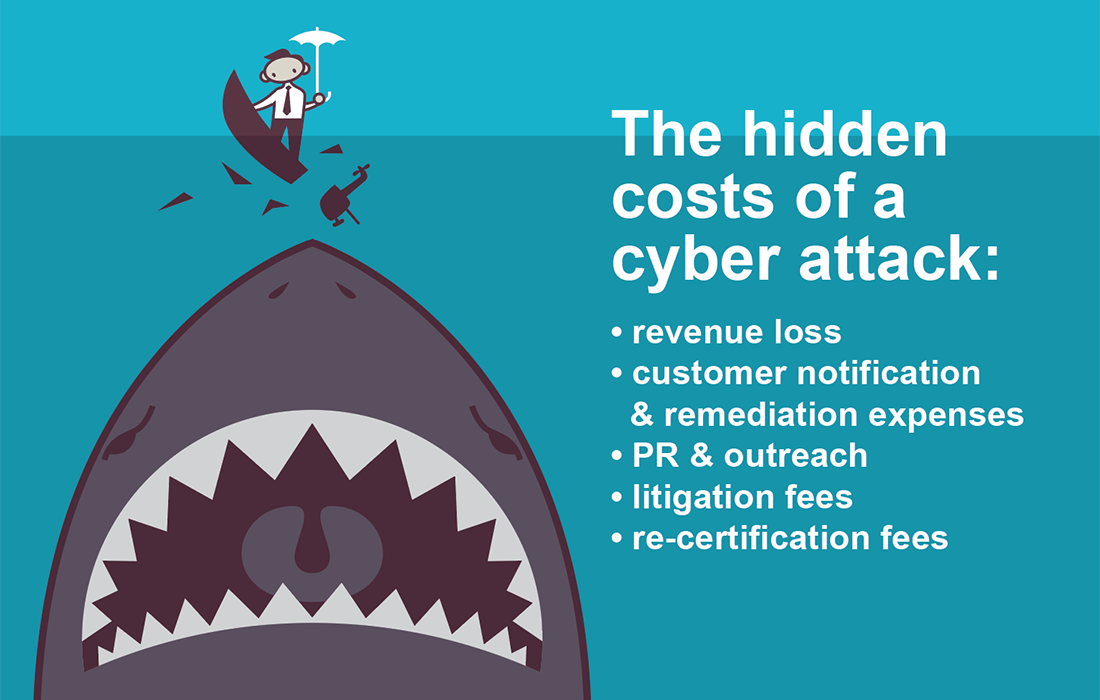 The hidden
costs of a
cyber attack:
• revenue loss
• customer notification
& remediation expenses
• PR & outreach
• litigation fees
• re-certification fees